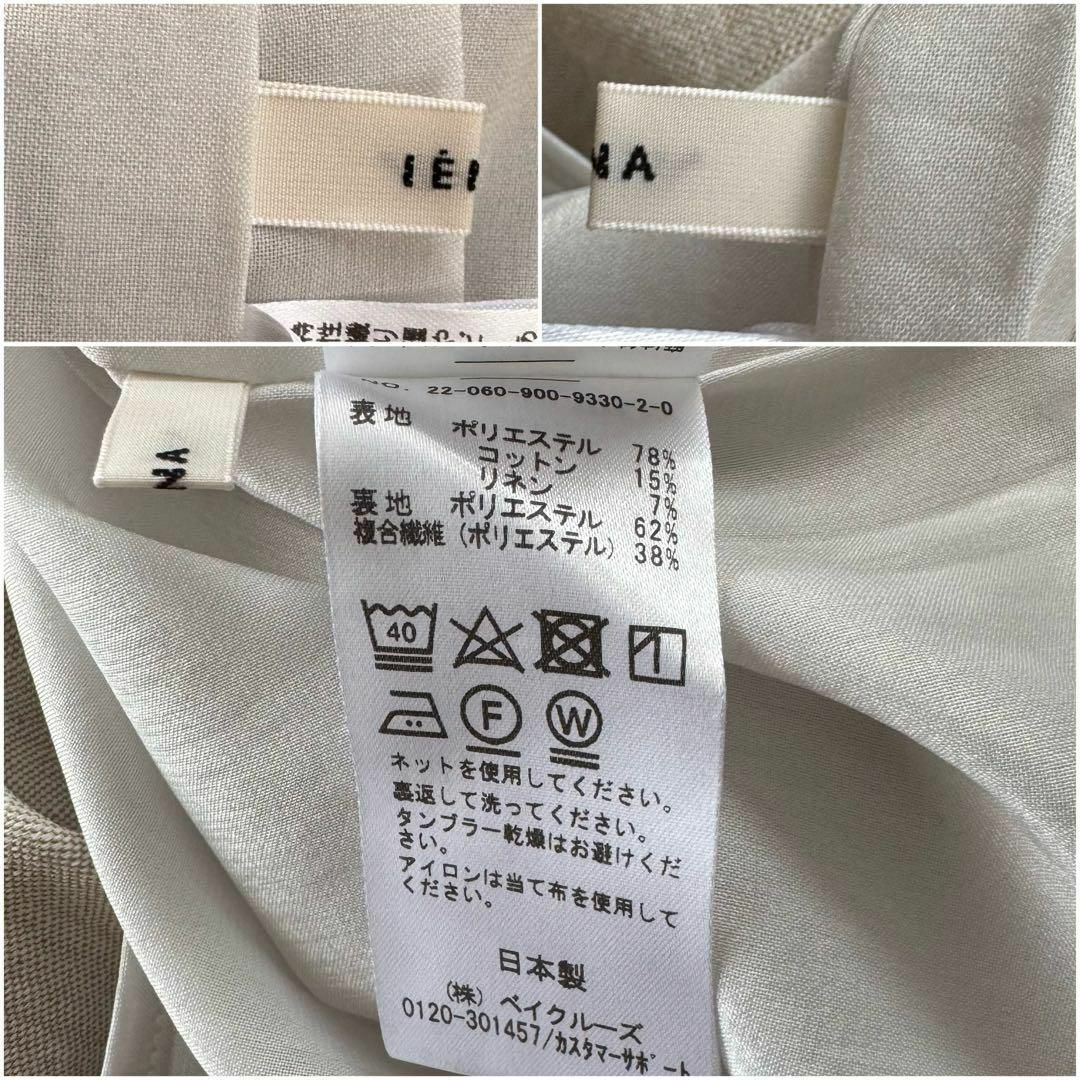 IÉ
NA
NA
NO. 22-060-900-9330-2-0
表地 ポリエステル 78%
コットン 15%
リネン 7%
裏地 ポリエステル 62%
複合繊維(ポリエステル) 38%
40
F W
ネットを使用してください。
裏返して洗ってください。
タンブラー乾燥はお避けくだ
さい。
アイロンは当て布を使用して
ください。
日本製
(株) ベイクルーズ
0120-301457/カスタマーサポート